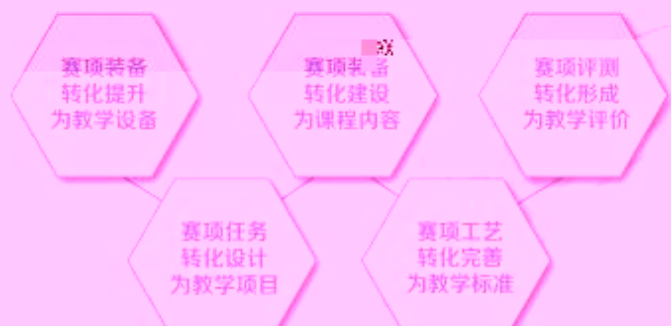 赛项装备
转化提升
为教学设备
赛项
转化建设
为课程内容
赛项评测
转化形成
为教学评价
赛项任务
转化设计
为教学项目
赛项工艺
转化完善
为教学标准